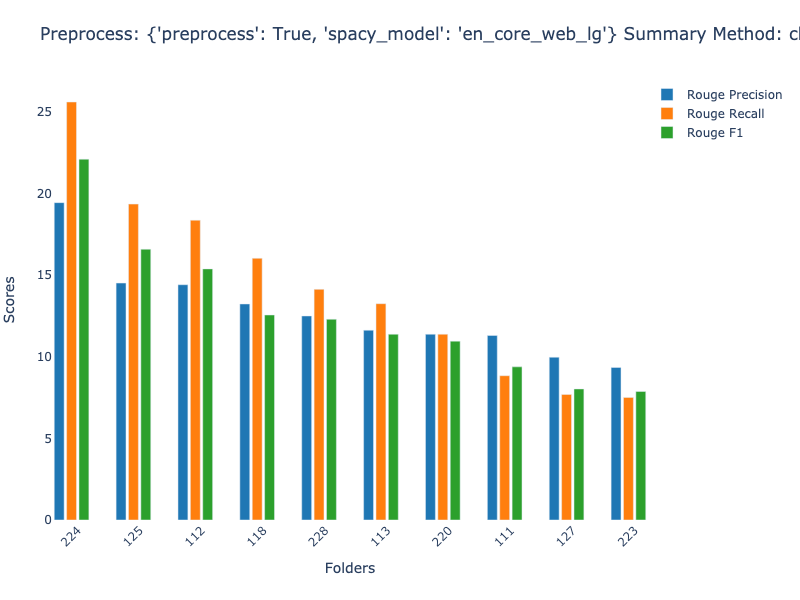 Preprocess: {'preprocess': True, 'spacy_model': 'en_core_web_lg'} Summary Method:
Rouge Precision
Rouge Recall
Rouge F1
25
20
15
10
5
0
Scores
224 125 112 118 228 113 220 111 127 223
Folders